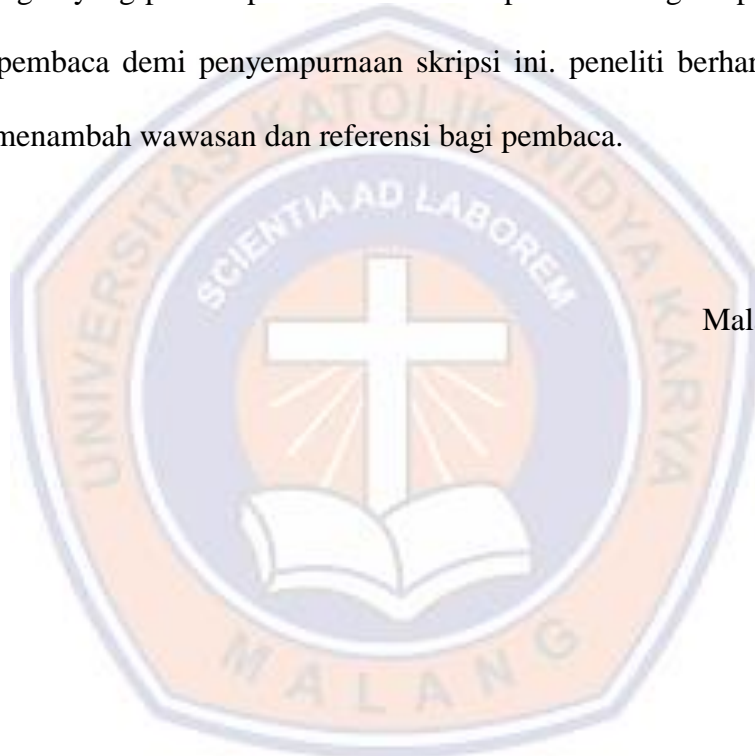 pembaca demi penyempurnaan skripsi ini. peneliti berhar
menambah wawasan dan referensi bagi pembaca.
UNIVERSITAS KATOLIK WIDYA KARYA
SCIENTIA AD LABOREM
Mal
MALANG